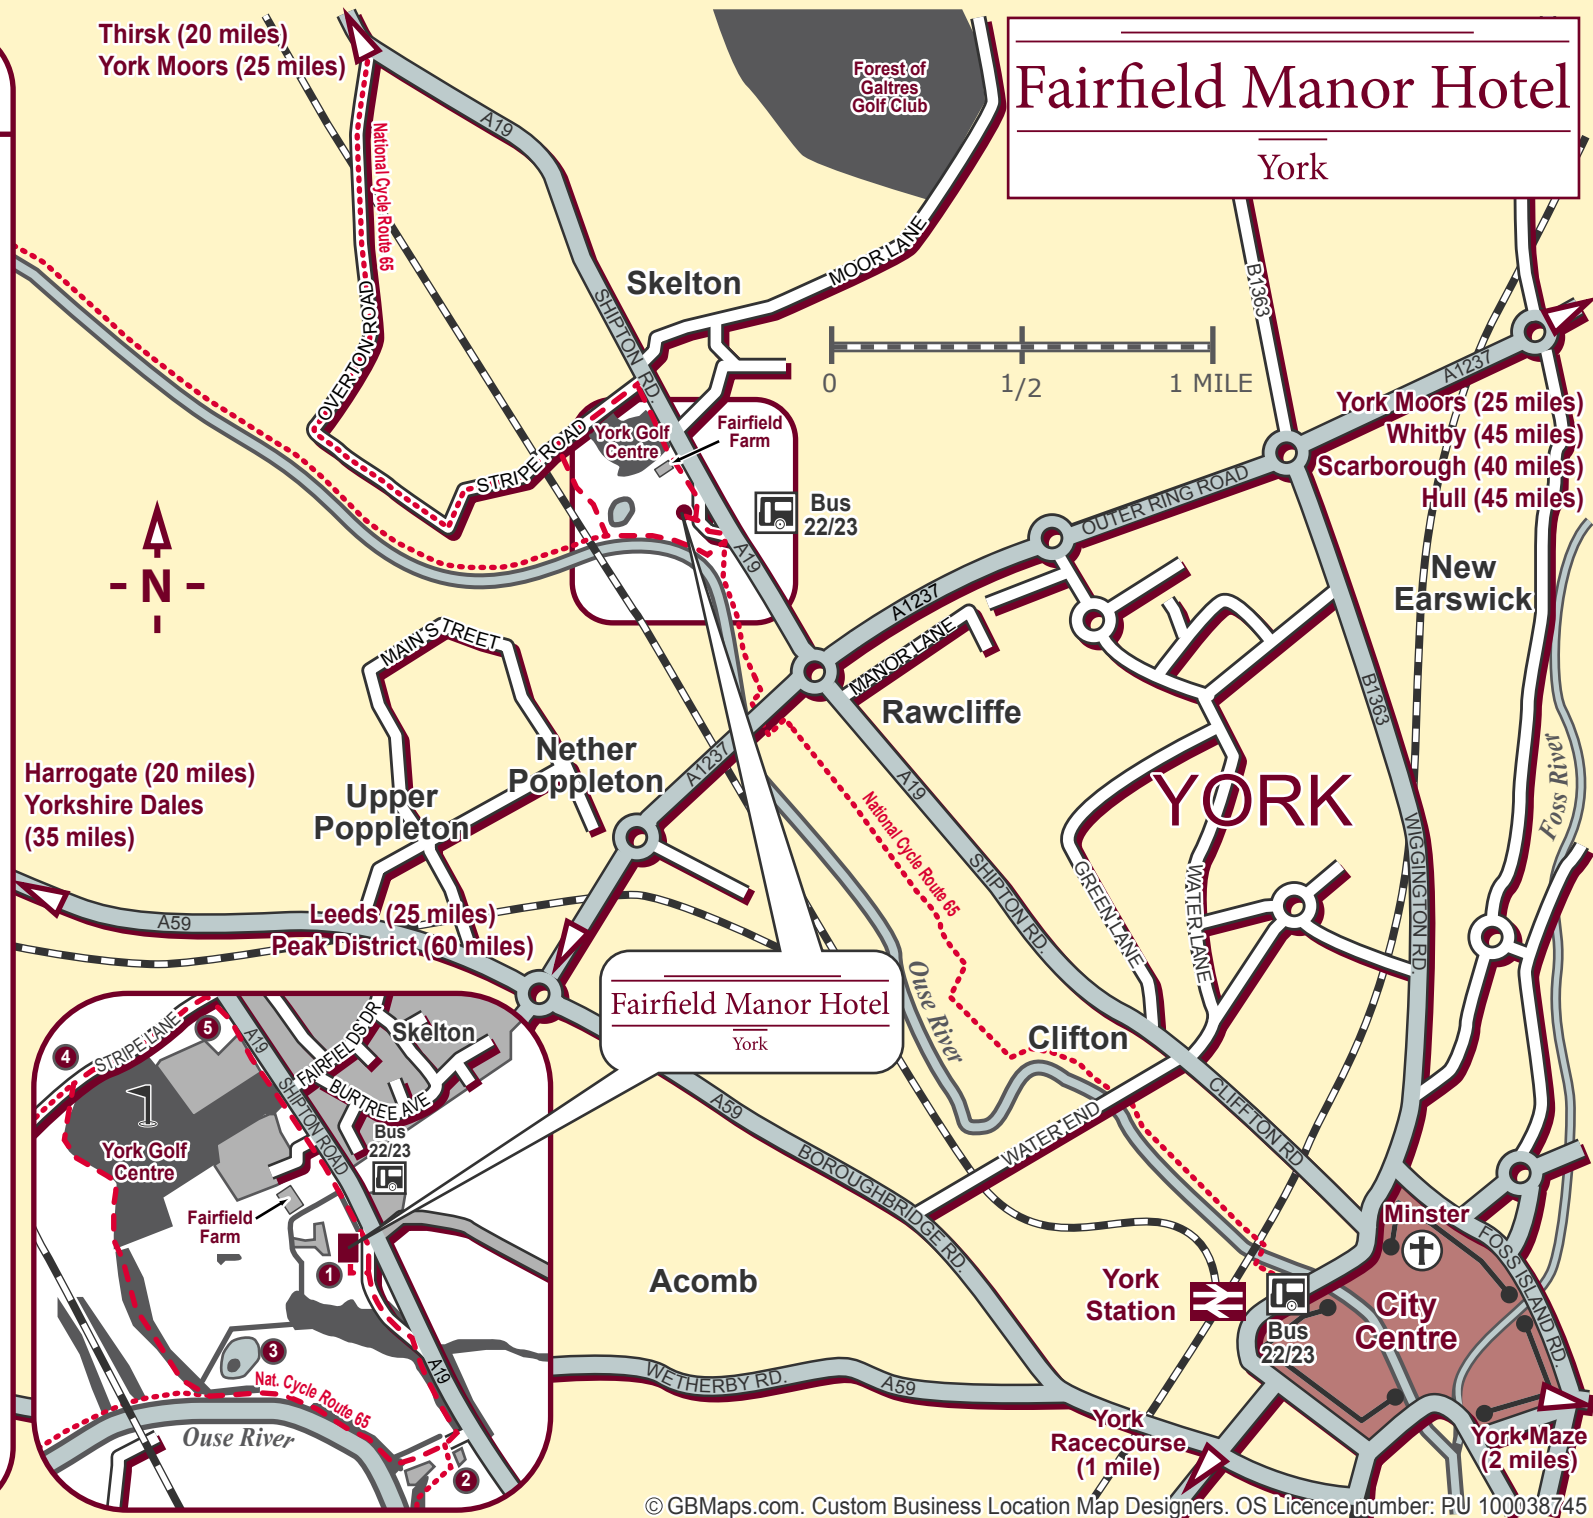 Thirsk (20 miles)
York Moors (25 miles)
Forest of
Galtres
Golf Club
Fairfield Manor Hotel
York
A19
National Cycle Route 65
OVERTON ROAD
Skelton
MOOR LANE
SHIPTON RD.
B1363
0
1/2
1 MILE
A1237
York Moors (25 miles)
Whitby (45 miles)
Scarborough (40 miles)
Hull (45 miles)
York Golf
Centre
Fairfield
Farm
STRIPE ROAD
Bus
22/23
OUTER RING ROAD
A19
N
New
Earswick
A1237
MAIN STREET
MANOR LANE
Rawcliffe
B1363
Nether
Poppleton
A1237
Upper
Poppleton
Harrogate (20 miles)
Yorkshire Dales
(35 miles)
A19
National Cycle Route 65
YORK
Foss River
WIGGINGTON RD.
SHIPTON RD.
GREEN LANE
WATER LANE
A59
Leeds (25 miles)
Peak District (60 miles)
Fairfield Manor Hotel
York
Ouse River
Clifton
CLIFFTON RD.
WATER END
A59
BOROUGHBRIDGE RD.
Acomb
Minster
FOSS ISLAND RD.
York
Station
City
Centre
Bus
22/23
WETHERBY RD.
A59
York
Racecourse
(1 mile)
York Maze
(2 miles)
5
4
STRIPE LANE
A19
FAIRFIELDS DR
Skelton
BURTREE AVE
SHIPTON ROAD
Bus
22/23
York Golf
Centre
Fairfield
Farm
1
3
A19
Nat. Cycle Route 65
Ouse River
2
© GBMaps.com. Custom Business Location Map Designers. OS Licence number: PU 100038745